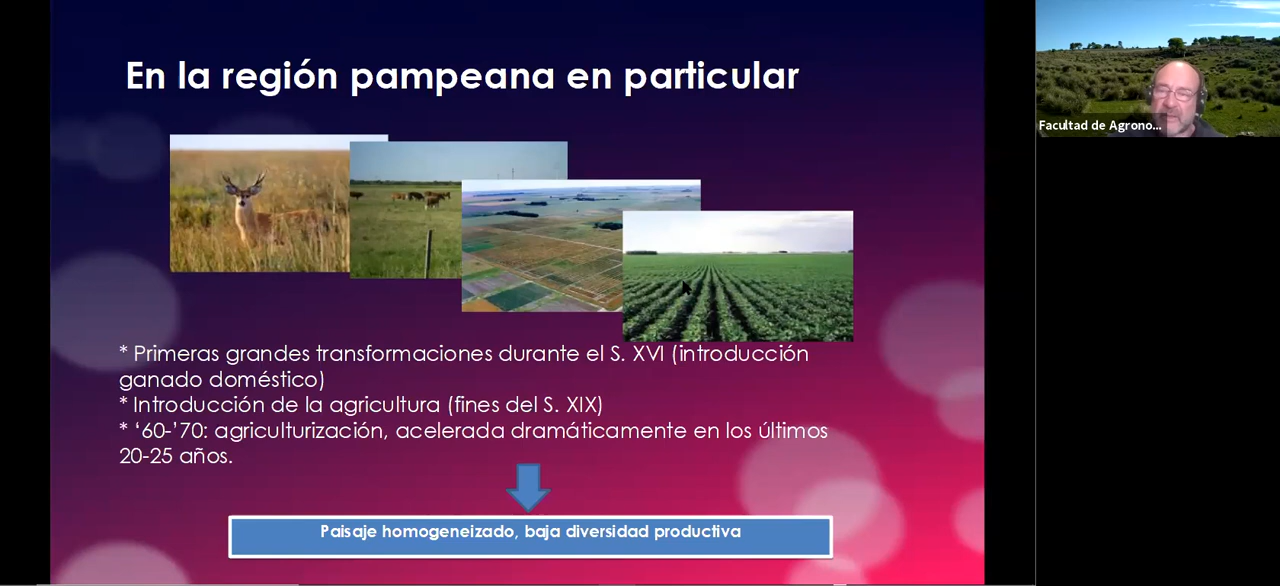 En la región pampeana en particular
Facultad de Agrono...
* Primeras grandes transformaciones durante el S. XVI (introducción
ganado doméstico)
* Introducción de la agricultura (fines del S. XIX)
* ‘60-’70: agriculturización, acelerada dramáticamente en los últimos
20-25 años.
Paisaje homogeneizado, baja diversidad productiva